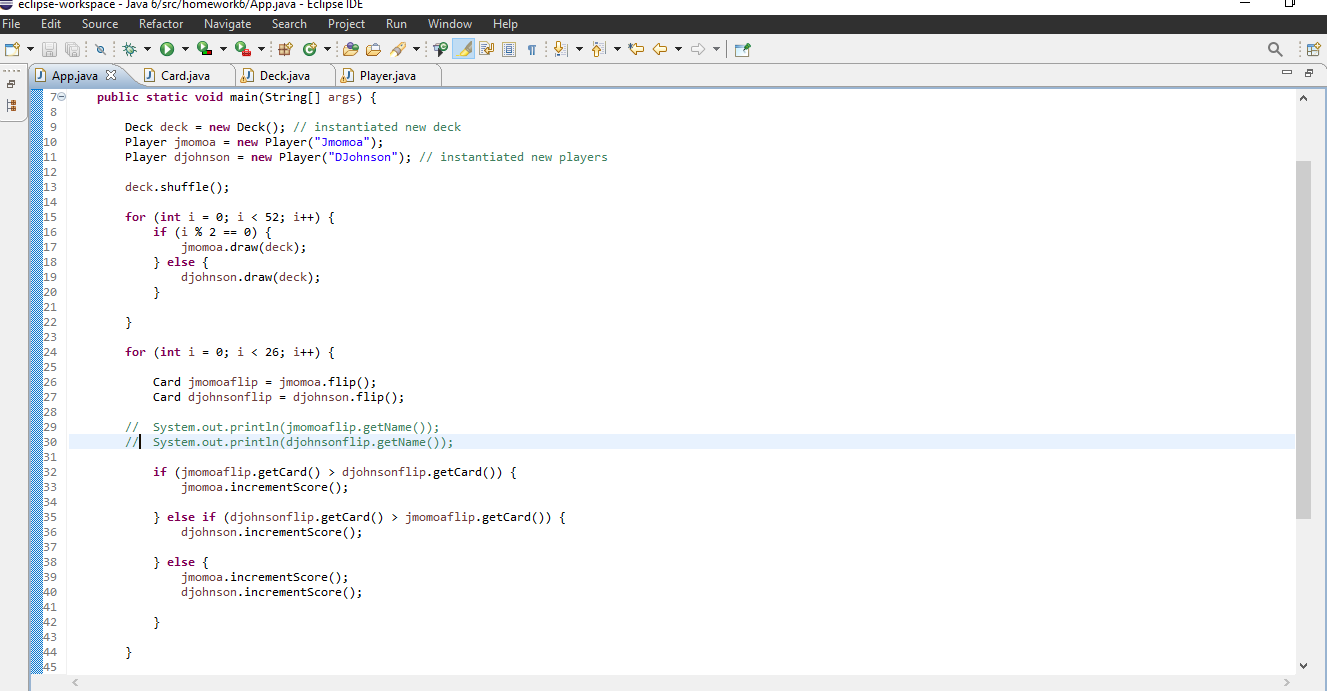 eclipse-workspace - Java 6/src/homework6/App.java - Eclipse IDE
File Edit Source Refactor Navigate Search Project Run Window Help
App.java Card.java Deck.java Player.java
7 public static void main(String[] args) {
8
9 Deck deck = new Deck(); // instantiated new deck
10 Player jmomoa = new Player("Jmomoa");
11 Player djohnson = new Player("DJohnson"); // instantiated new players
12
13 deck.shuffle();
14
15 for (int i = 0; i < 52; i++) {
16 if (i % 2 == 0) {
17 jmomoa.draw(deck);
18 } else {
19 djohnson.draw(deck);
20 }
21
22 }
23
24 for (int i = 0; i < 26; i++) {
25
26 Card jmomoaflip = jmomoa.flip();
27 Card djohnsonflip = djohnson.flip();
28
29 // System.out.println(jmomoaflip.getName());
30 // System.out.println(djohnsonflip.getName());
31
32 if (jmomoaflip.getCard() > djohnsonflip.getCard()) {
33 jmomoa.incrementScore();
34
35 } else if (djohnsonflip.getCard() > jmomoaflip.getCard()) {
36 djohnson.incrementScore();
37
38 } else {
39 jmomoa.incrementScore();
40 djohnson.incrementScore();
41
42 }
43
44 }
45